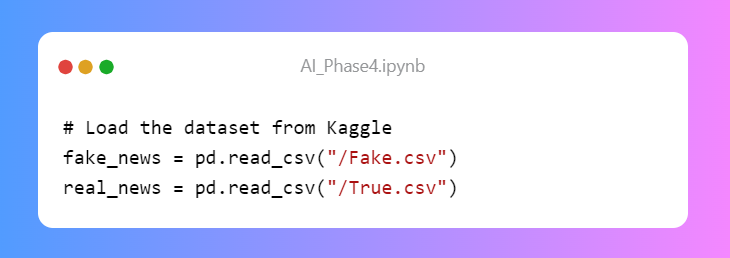 AI_Phase4.ipynb
# Load the dataset from Kaggle
fake_news = pd.read_csv("/Fake.csv")
real_news = pd.read_csv("/True.csv")